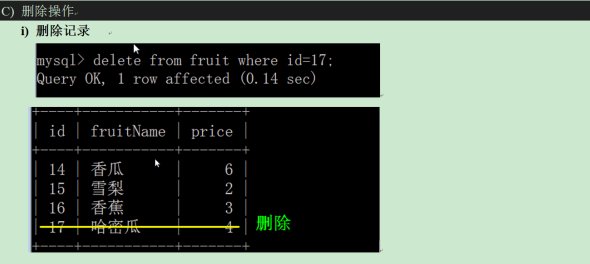 C) 删除操作
i) 删除记录
mysql> delete from fruit where id=17;
Query OK, 1 row affected (0.14 sec)
+----+-----------+-------+
| id | fruitName | price |
+----+-----------+-------+
| 14 | 香瓜 | 6 |
| 15 | 雪梨 | 2 |
| 16 | 香蕉 | 3 |
| 17 | 哈密瓜 | 4 | 删除
+----+-----------+-------+